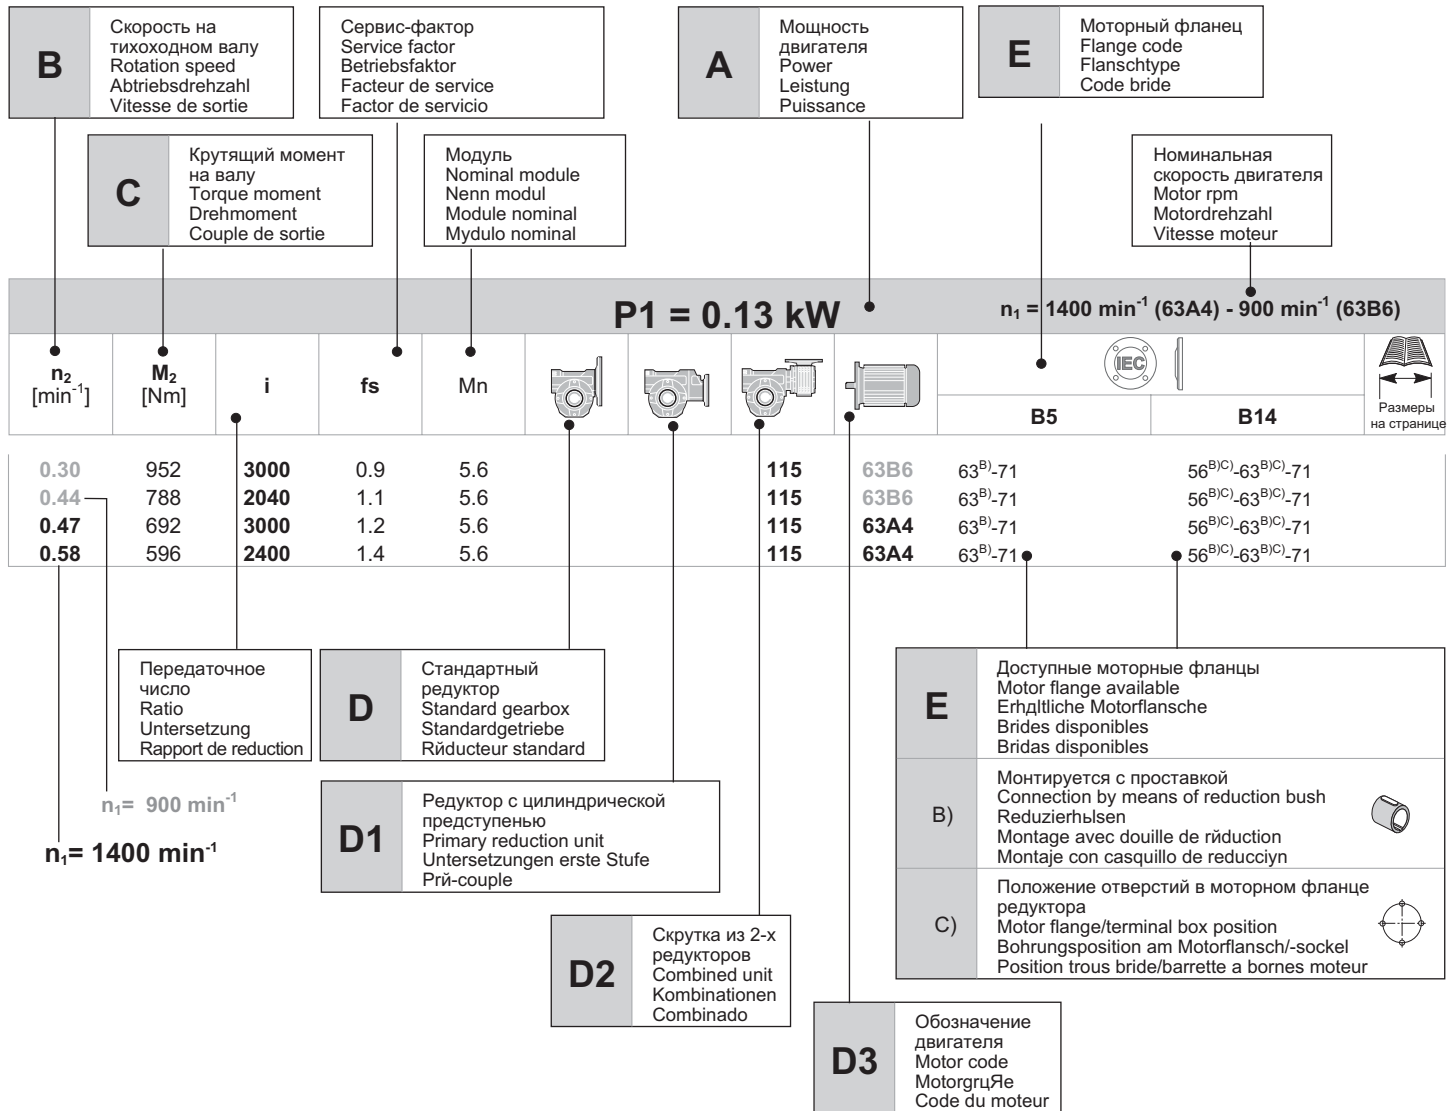 B
Скорость на
тихоходном валу
Rotation speed
Abtriebsdrehzahl
Vitesse de sortie
Сервис-фактор
Service factor
Betriebsfaktor
Facteur de service
Factor de servicio
A
Мощность
двигателя
Power
Leistung
Puissance
E
Моторный фланец
Flange code
Flanschtype
Code bride
C
Крутящий момент
на валу
Torque moment
Drehmoment
Couple de sortie
Модуль
Nominal module
Nenn modul
Module nominal
Mydulo nominal
Номинальная
скорость двигателя
Motor rpm
Motordrehzahl
Vitesse moteur
P1 = 0.13 kW
n₁ = 1400 min⁻¹ (63A4) - 900 min⁻¹ (63B6)
n₂ [min⁻¹]
M₂ [Nm]
i
fs
Mn
IEC
B5
B14
Размеры
на странице
0.30 952 3000 0.9 5.6 115 63B6 63ᴮ⁾-71 56ᴮ⁾ᶜ⁾-63ᴮ⁾ᶜ⁾-71
0.44 788 2040 1.1 5.6 115 63B6 63ᴮ⁾-71 56ᴮ⁾ᶜ⁾-63ᴮ⁾ᶜ⁾-71
0.47 692 3000 1.2 5.6 115 63A4 63ᴮ⁾-71 56ᴮ⁾ᶜ⁾-63ᴮ⁾ᶜ⁾-71
0.58 596 2400 1.4 5.6 115 63A4 63ᴮ⁾-71 56ᴮ⁾ᶜ⁾-63ᴮ⁾ᶜ⁾-71
Передаточное
число
Ratio
Untersetzung
Rapport de reduction
n₁= 900 min⁻¹
n₁= 1400 min⁻¹
D
Стандартный
редуктор
Standard gearbox
Standardgetriebe
Rйducteur standard
D1
Редуктор с цилиндрической
предступенью
Primary reduction unit
Untersetzungen erste Stufe
Prй-couple
D2
Скрутка из 2-х
редукторов
Combined unit
Kombinationen
Combinado
D3
Обозначение
двигателя
Motor code
MotorgrцЯe
Code du moteur
E
Доступные моторные фланцы
Motor flange available
Erhдltliche Motorflansche
Brides disponibles
Bridas disponibles
B)
Монтируется с проставкой
Connection by means of reduction bush
Reduzierhьlsen
Montage avec douille de rйduction
Montaje con casquillo de reducciyn
C)
Положение отверстий в моторном фланце
редуктора
Motor flange/terminal box position
Bohrungsposition am Motorflansch/-sockel
Position trous bride/barrette a bornes moteur